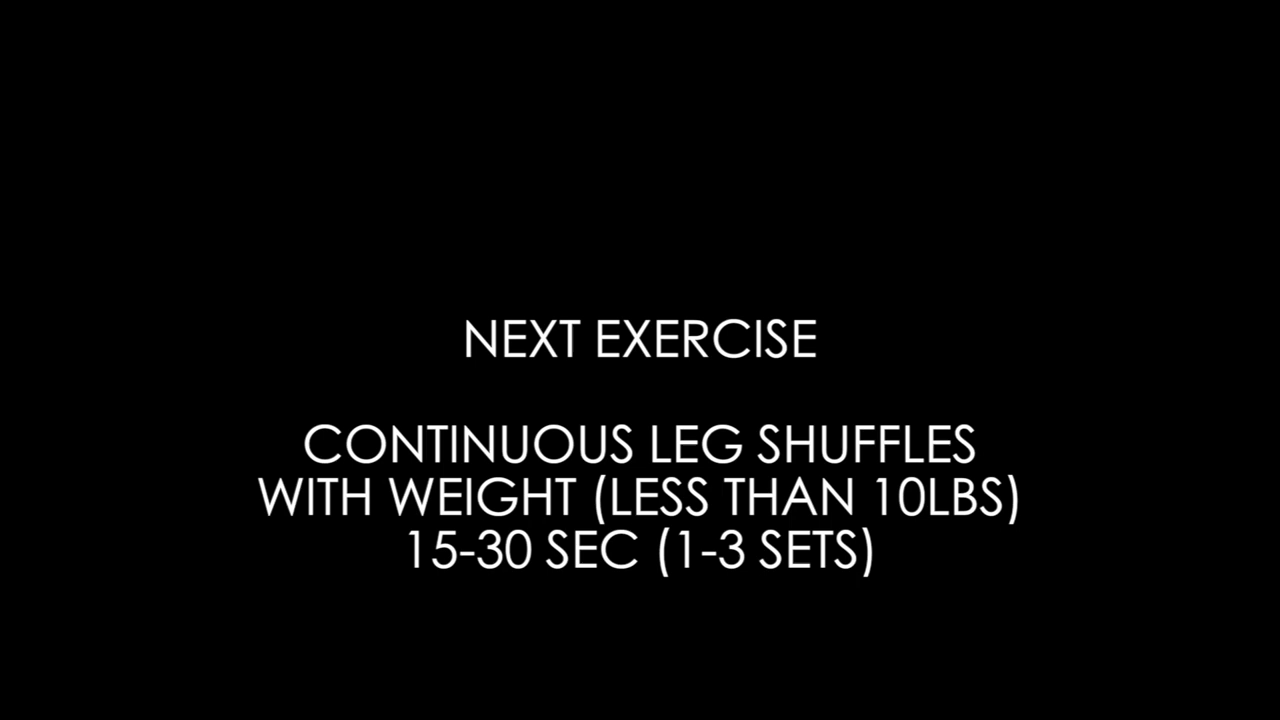 NEXT EXERCISE
CONTINUOUS LEG SHUFFLES
WITH WEIGHT (LESS THAN 10LBS)
15-30 SEC (1-3 SETS)